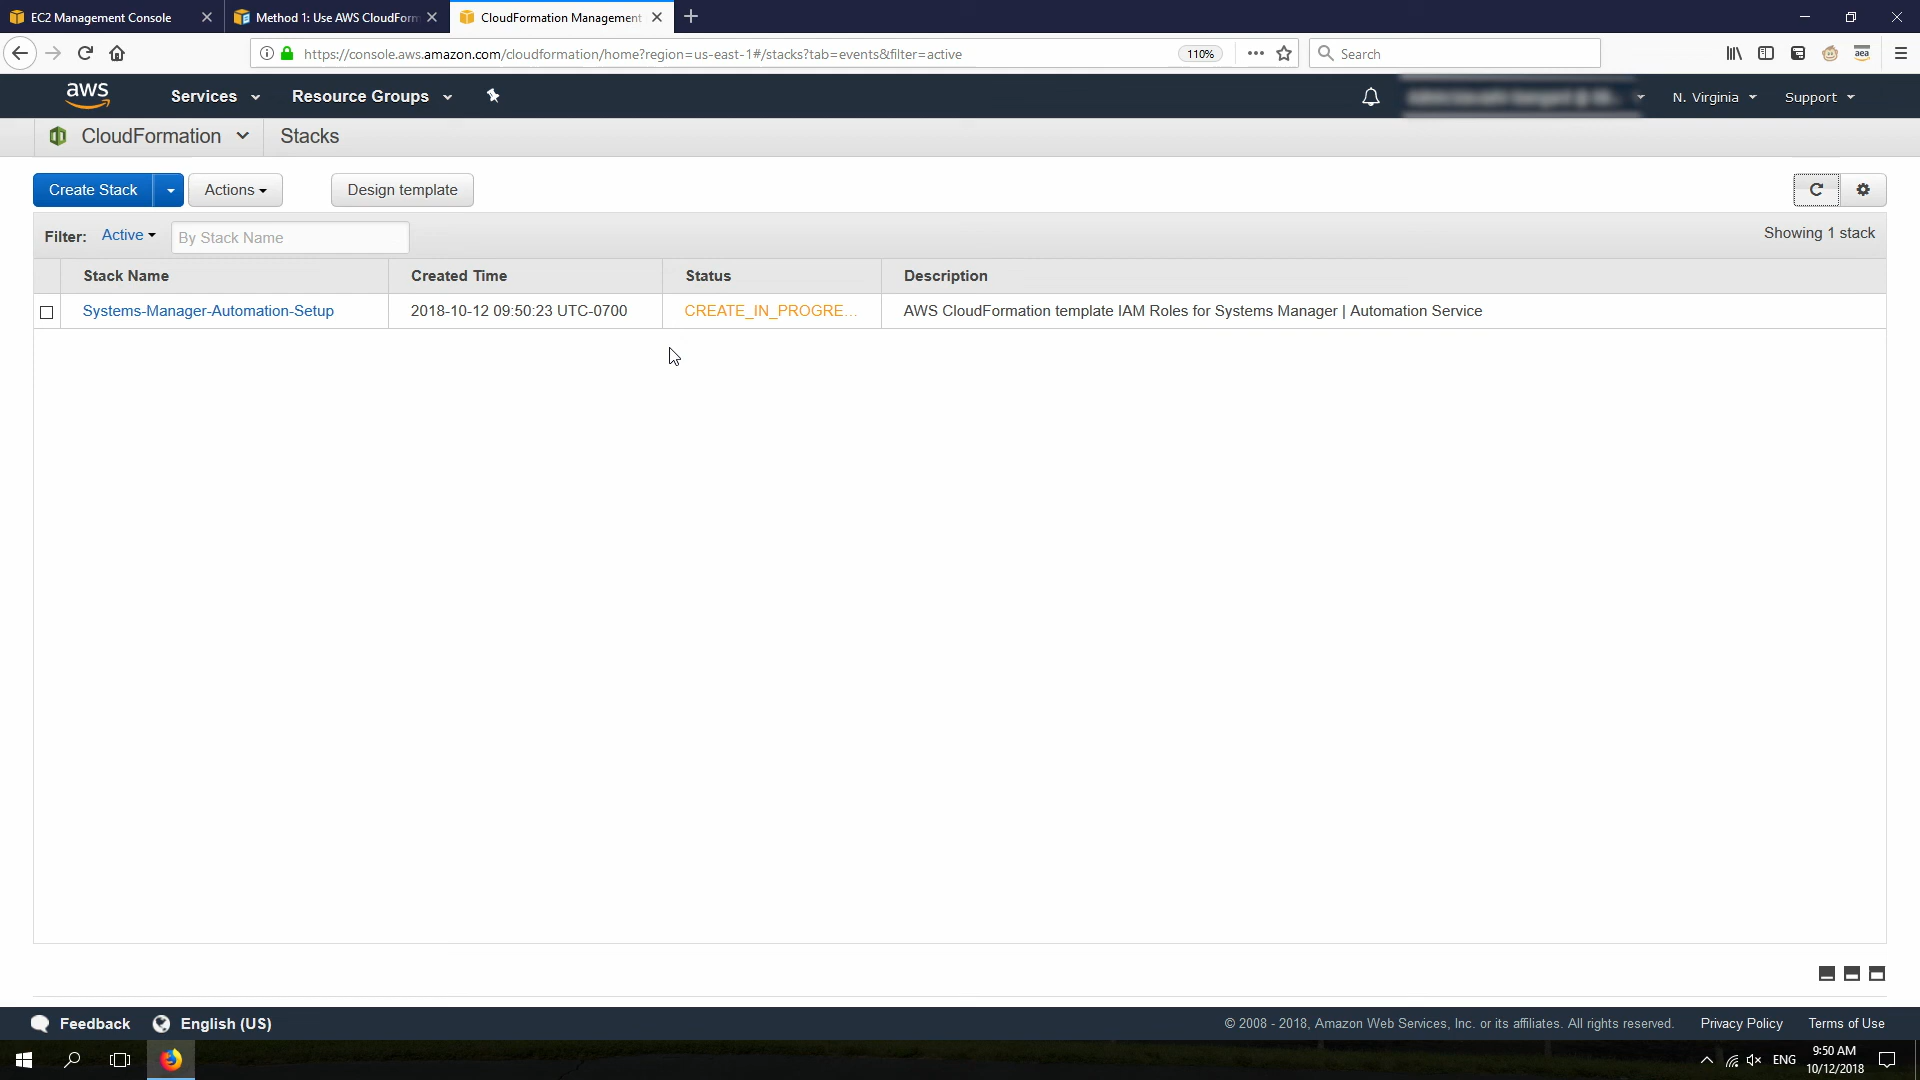 EC2 Management Console
Method 1: Use AWS CloudForm
CloudFormation Management
https://console.aws.amazon.com/cloudformation/home?region=us-east-1#/stacks?tab=events&filter=active
110%
Search
aea
aws
Services
Resource Groups
N. Virginia
Support
CloudFormation
Stacks
Create Stack
Actions
Design template
Filter: Active
By Stack Name
Showing 1 stack
Stack Name
Created Time
Status
Description
Systems-Manager-Automation-Setup
2018-10-12 09:50:23 UTC-0700
CREATE_IN_PROGRE...
AWS CloudFormation template IAM Roles for Systems Manager | Automation Service
Feedback
English (US)
© 2008 - 2018, Amazon Web Services, Inc. or its affiliates. All rights reserved.
Privacy Policy
Terms of Use
ENG
9:50 AM
10/12/2018